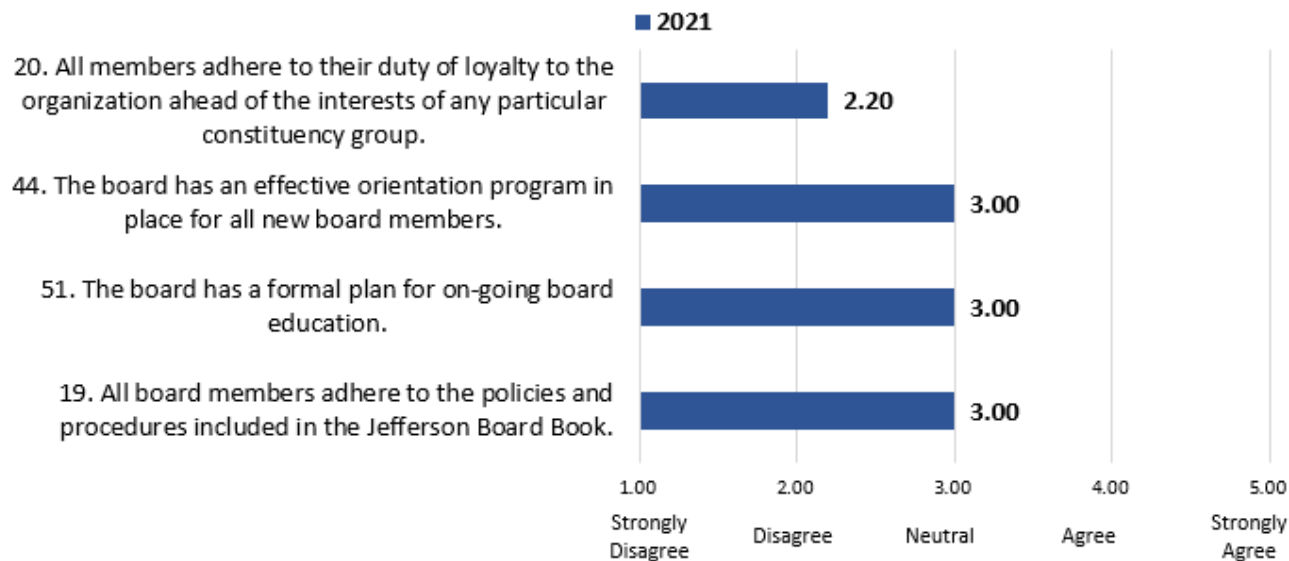 2021
20. All members adhere to their duty of loyalty to the
organization ahead of the interests of any particular
constituency group.
2.20
44. The board has an effective orientation program in
place for all new board members.
3.00
51. The board has a formal plan for on-going board
education.
3.00
19. All board members adhere to the policies and
procedures included in the Jefferson Board Book.
3.00
1.00 2.00 3.00 4.00 5.00
Strongly Disagree Disagree Neutral Agree Strongly Agree